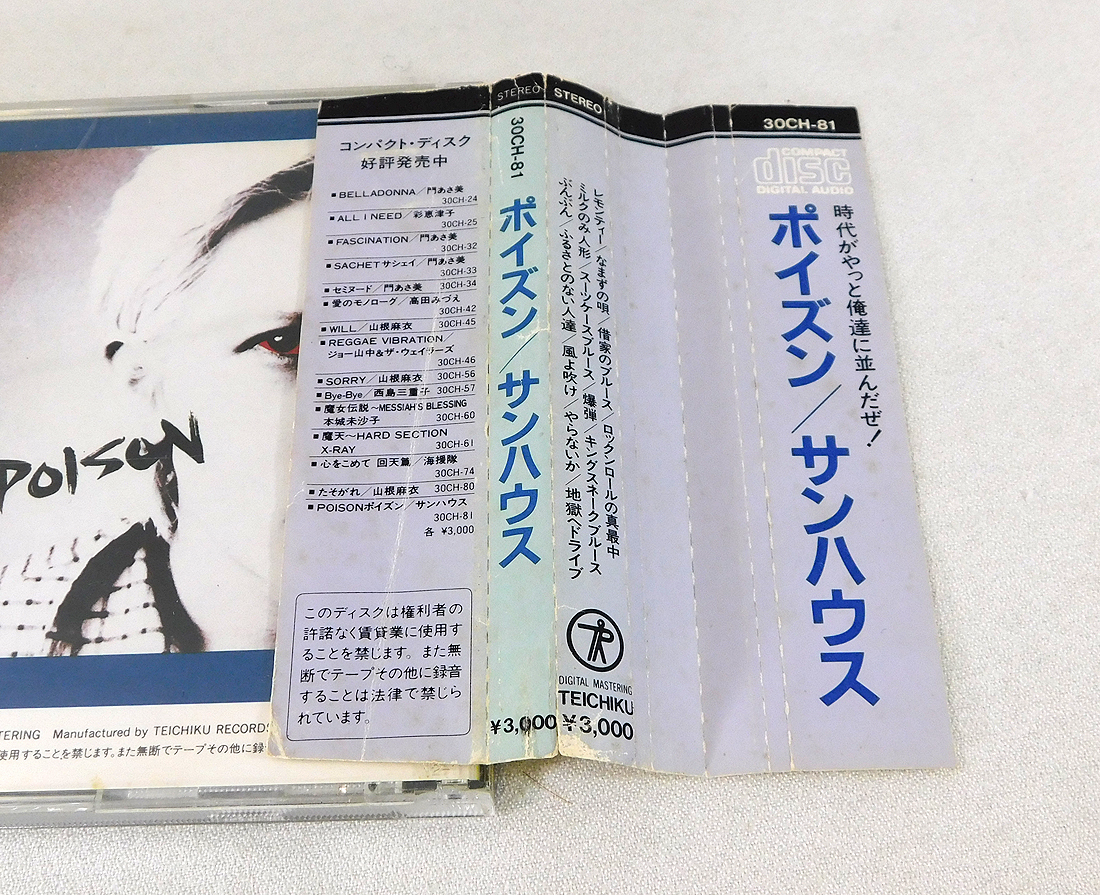 コンパクト・ディスク
好評発売中
■BELLADONNA／門あさ美
30CH-24
■ALL I NEED／彩恵津子
30CH-25
■FASCINATION／門あさ美
30CH-32
■SACHETサシェイ／門あさ美
30CH-33
■セミヌード／門あさ美 30CH-34
■愛のモノローグ／高田みづえ
30CH-42
■WILL／山根麻衣 30CH-45
■REGGAE VIBRATION／
ジョー山中&ザ・ウェイラーズ
30CH-46
■SORRY／山根麻衣 30CH-56
■Bye-Bye／西島三重子 30CH-57
■魔女伝説〜MESSIAH'S BLESSING
本城未沙子 30CH-60
■魔天〜HARD SECTION
X-RAY 30CH-61
■心をこめて 回天篇／海援隊
30CH-74
■たそがれ／山根麻衣 30CH-80
■POISONポイズン／サンハウス
30CH-81
各 ¥3,000
このディスクは権利者の
許諾なく賃貸業に使用す
ることを禁じます。また無
断でテープその他に録音
することは法律で禁じら
れています。
STEREO
30CH-81
ポイズン／サンハウス
¥3,000
STEREO
レモンティー／なまずの唄／借家のブルース／ロックンロールの真最中
ミルクのみ人形／スーツケースブルース／爆弾／キングスネークブルース
ぶんぶん／ふるさとのない人達／風よ吹け／やらないか／地獄へドライブ
DIGITAL MASTERING
TEICHIKU
¥3,000
30CH-81
COMPACT
disc
DIGITAL AUDIO
時代がやっと俺達に並んだぜ！
ポイズン／サンハウス
POISON
TERING Manufactured by TEICHIKU RECORDS
使用することを禁じます。また無断でテープその他に録